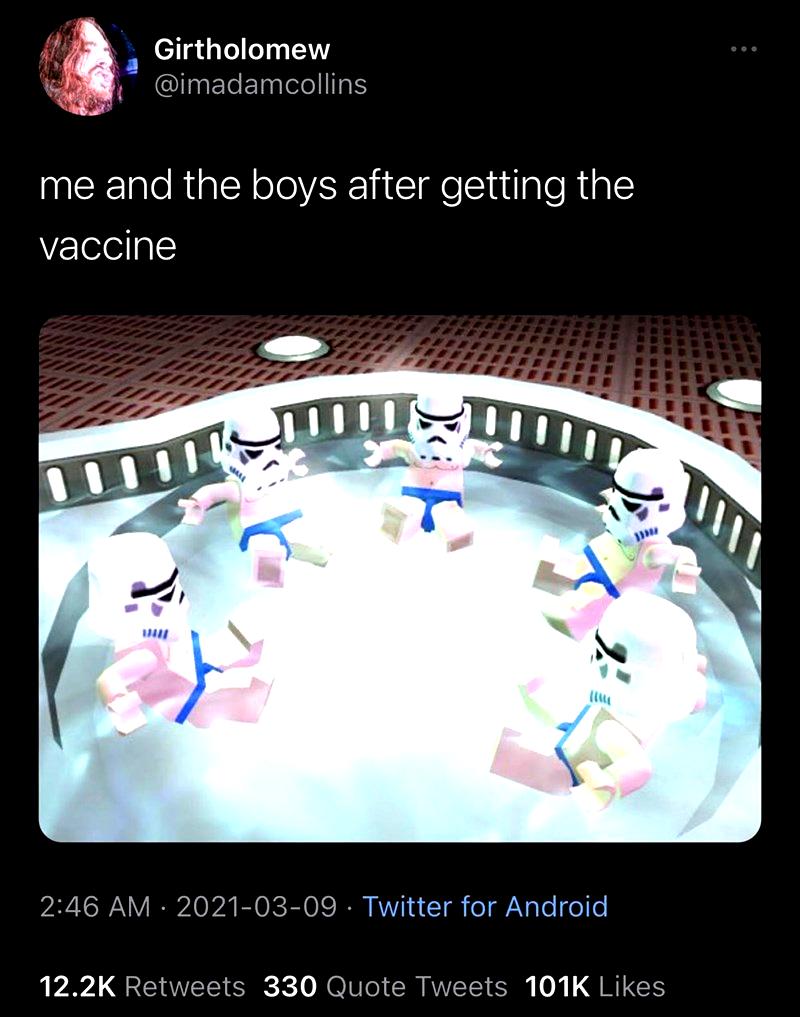 Girtholomew
@imadamcollins
me and the boys after getting the
vaccine
2:46 AM · 2021-03-09 · Twitter for Android
12.2K Retweets 330 Quote Tweets 101K Likes